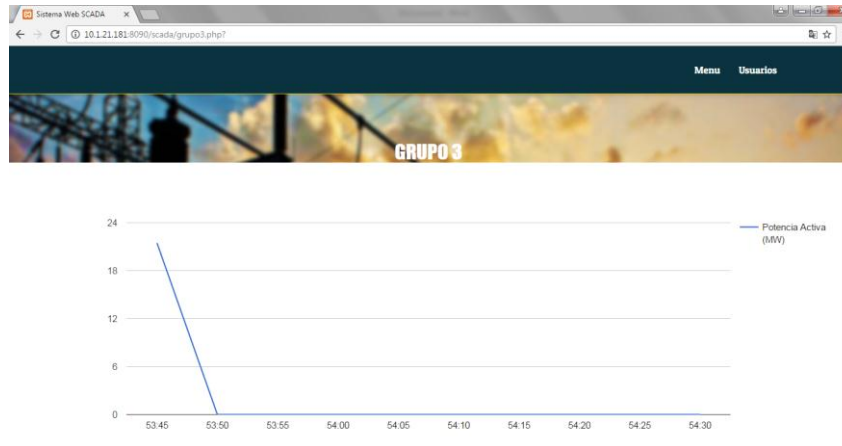 Sistema Web SCADA
10.1.21.181:8090/scada/grupo3.php?
Menu Usuarios
GRUPO 3
24
18
12
6
0
Potencia Activa
(MW)
53:45 53:50 53:55 54:00 54:05 54:10 54:15 54:20 54:25 54:30